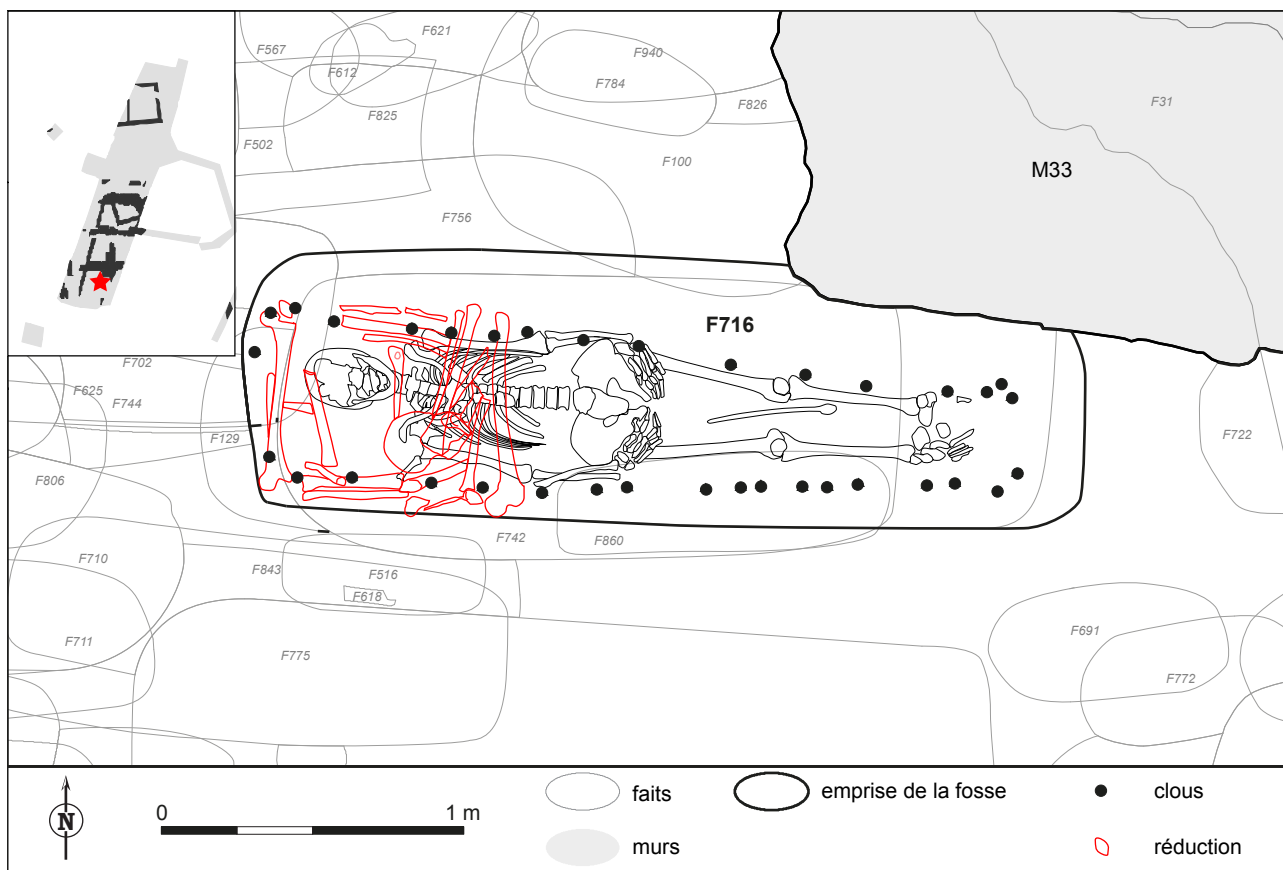 F621
F567
F940
F612
F784
F826
F31
F825
F502
F100
M33
F756
F716
F702
F625
F744
F129
F722
F806
F742
F860
F710
F843
F516
F618
F711
F691
F775
F772
N
0 1 m
faits
emprise de la fosse
clous
murs
réduction